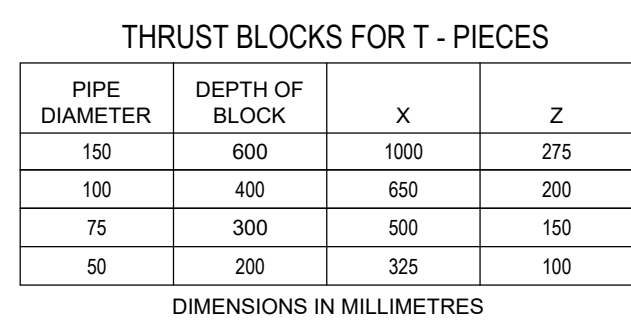 THRUST BLOCKS FOR T - PIECES
PIPE DIAMETER DEPTH OF BLOCK X Z
150 600 1000 275
100 400 650 200
75 300 500 150
50 200 325 100
DIMENSIONS IN MILLIMETRES